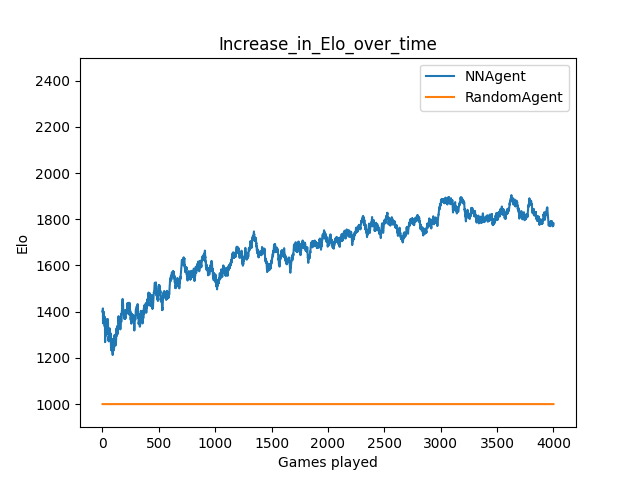 Increase_in_Elo_over_time
NNAgent
RandomAgent
2400
2200
2000
1800
1600
1400
1200
1000
Elo
0 500 1000 1500 2000 2500 3000 3500 4000
Games played